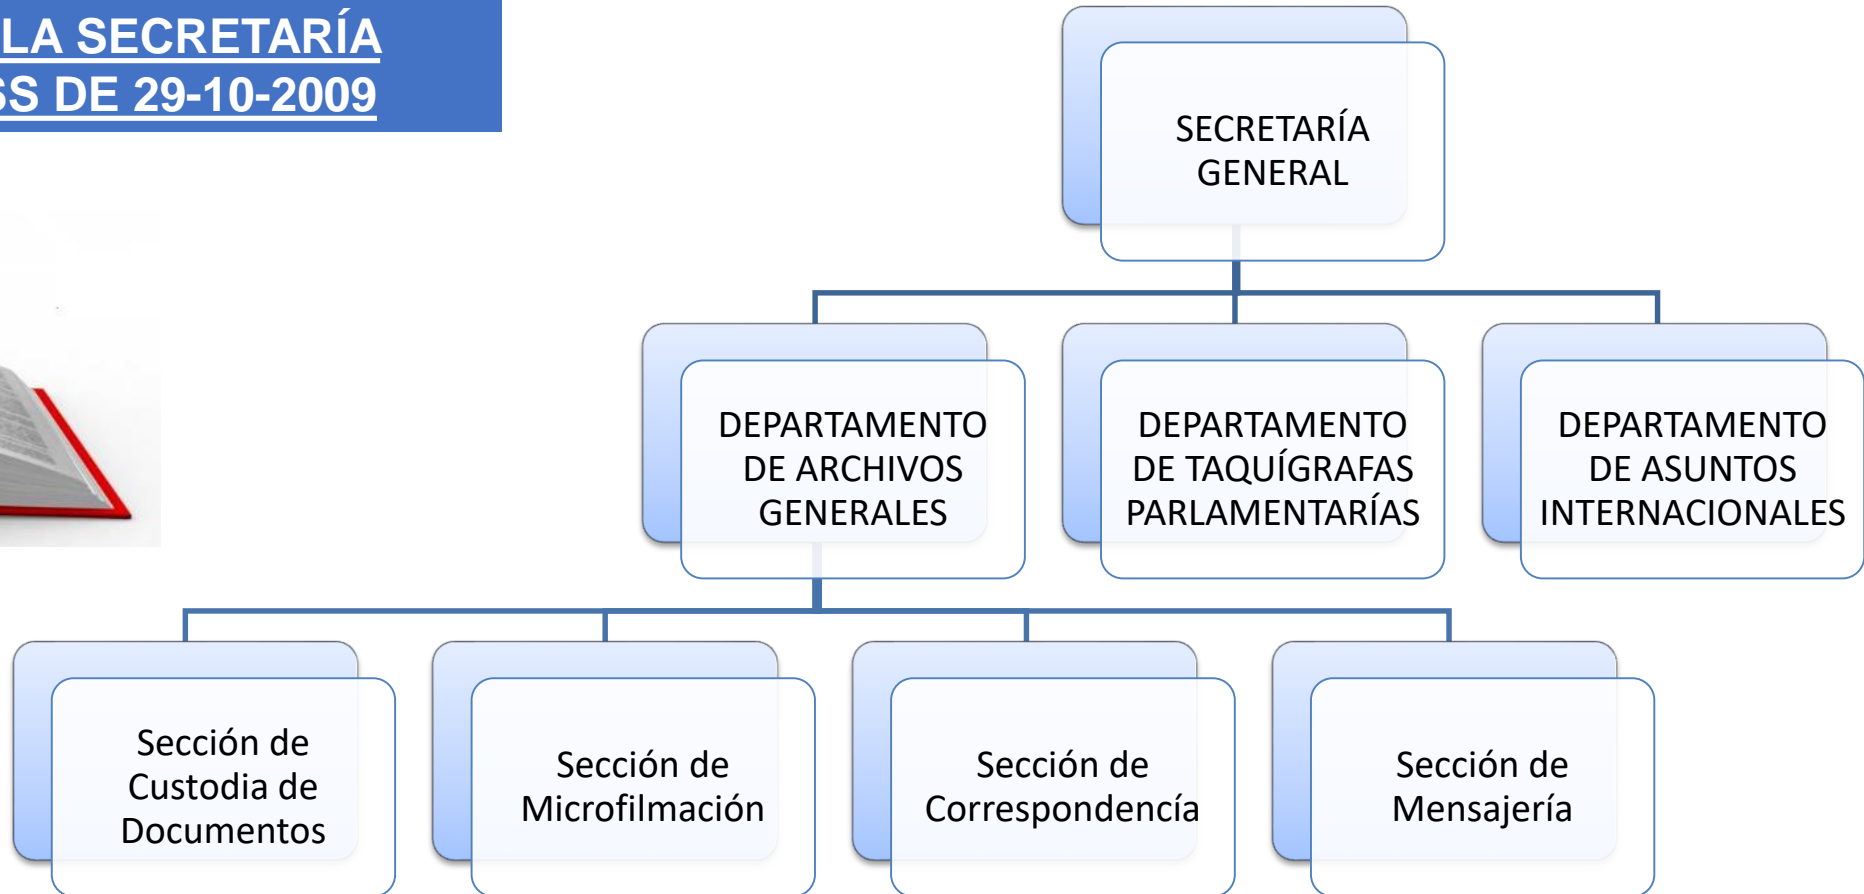 LA SECRETARÍA
DE 29-10-2009
SECRETARÍA
GENERAL
DEPARTAMENTO
DE ARCHIVOS
GENERALES
DEPARTAMENTO
DE TAQUÍGRAFAS
PARLAMENTARÍAS
DEPARTAMENTO
DE ASUNTOS
INTERNACIONALES
Sección de
Custodia de
Documentos
Sección de
Microfilmación
Sección de
Correspondencía
Sección de
Mensajería